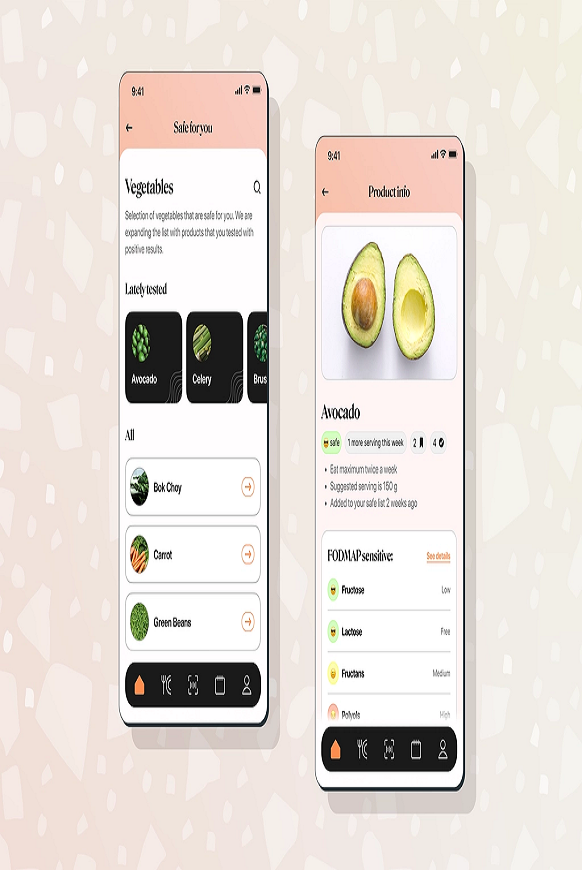 9:41
Safe for you
Vegetables
Selection of vegetables that are safe for you. We are
expanding the list with products that you tested with
positive results.
Lately tested
Avocado
Celery
Brus
All
Bok Choy
Carrot
Green Beans
9:41
Product info
Avocado
safe
1 more serving this week
2
4
Eat maximum twice a week
Suggested serving is 150 g
Added to your safe list 2 weeks ago
FODMAP sensitive:
See details
Fructose
Low
Lactose
Free
Fructans
Medium
Polyols
High